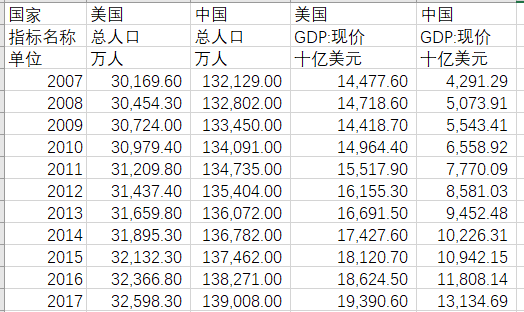 国家 美国 中国 美国 中国
指标名称 总人口 总人口 GDP:现价 GDP:现价
单位 万人 万人 十亿美元 十亿美元
2007 30,169.60 132,129.00 14,477.60 4,291.29
2008 30,454.30 132,802.00 14,718.60 5,073.91
2009 30,724.00 133,450.00 14,418.70 5,543.41
2010 30,979.40 134,091.00 14,964.40 6,558.92
2011 31,209.80 134,735.00 15,517.90 7,770.09
2012 31,437.40 135,404.00 16,155.30 8,581.03
2013 31,659.80 136,072.00 16,691.50 9,452.48
2014 31,895.30 136,782.00 17,427.60 10,226.31
2015 32,132.30 137,462.00 18,120.70 10,942.15
2016 32,366.80 138,271.00 18,624.50 11,808.14
2017 32,598.30 139,008.00 19,390.60 13,134.69